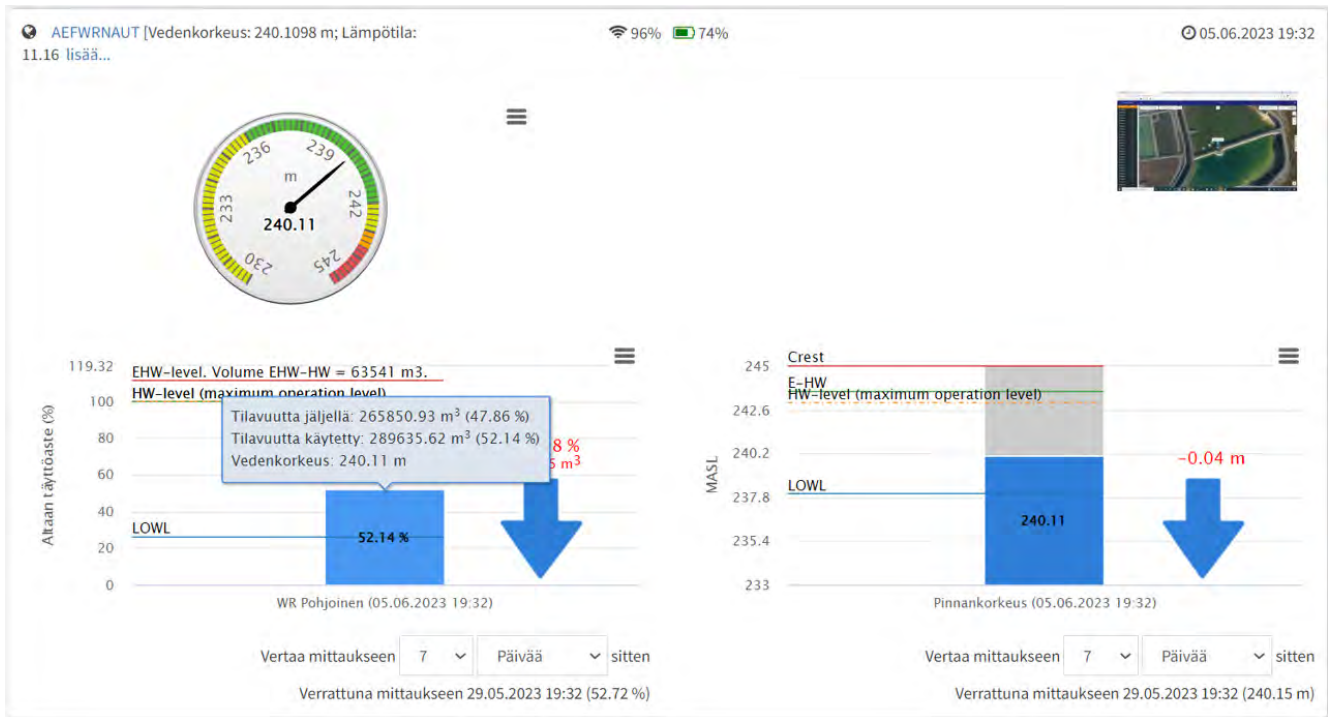 AEFWRNAUT [Vedenkorkeus: 240.1098 m; Lämpötila:
11.16 lisää...
96% 74%
05.06.2023 19:32
236 239
m
233 242
240.11
230 245
119.32
EHW-level. Volume EHW-HW = 63541 m3.
100
HW-level (maximum operation level)
Tilavuutta jäljellä: 265850.93 m³ (47.86 %)
Tilavuutta käytetty: 289635.62 m³ (52.14 %)
Vedenkorkeus: 240.11 m
8 %
m³
80
60
40
LOWL
52.14 %
20
0
Altaan täyttöaste (%)
WR Pohjoinen (05.06.2023 19:32)
Vertaa mittaukseen 7 Päivää sitten
Verrattuna mittaukseen 29.05.2023 19:32 (52.72 %)
245
Crest
E-HW
HW-level (maximum operation level)
242.6
240.2
-0.04 m
MASL
LOWL
237.8
240.11
235.4
233
Pinnankorkeus (05.06.2023 19:32)
Vertaa mittaukseen 7 Päivää sitten
Verrattuna mittaukseen 29.05.2023 19:32 (240.15 m)